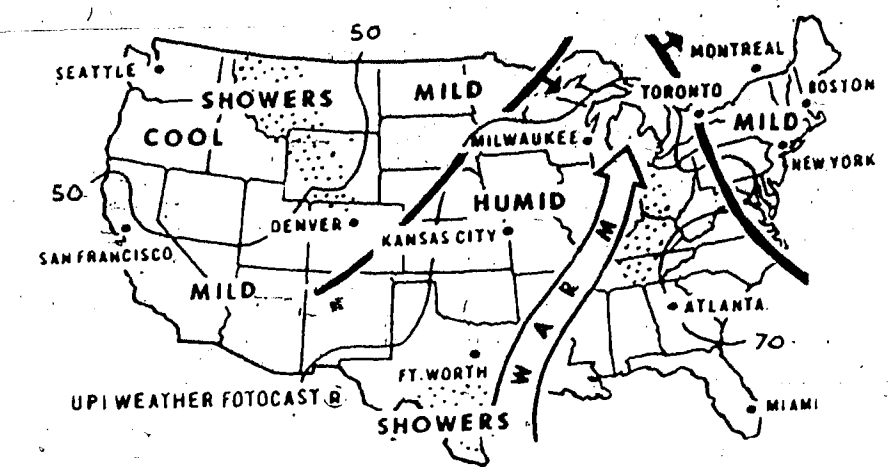 50
MONTREAL
SEATTLE
BOSTON
MILD
TORONTO
SHOWERS
MILD
COOL
MILWAUKEE
NEW YORK
50
HUMID
DENVER
KANSAS CITY
SAN FRANCISCO
MILD
WARM
ATLANTA
70
FT. WORTH
UPI WEATHER FOTOCAST ®
MIAMI
SHOWERS